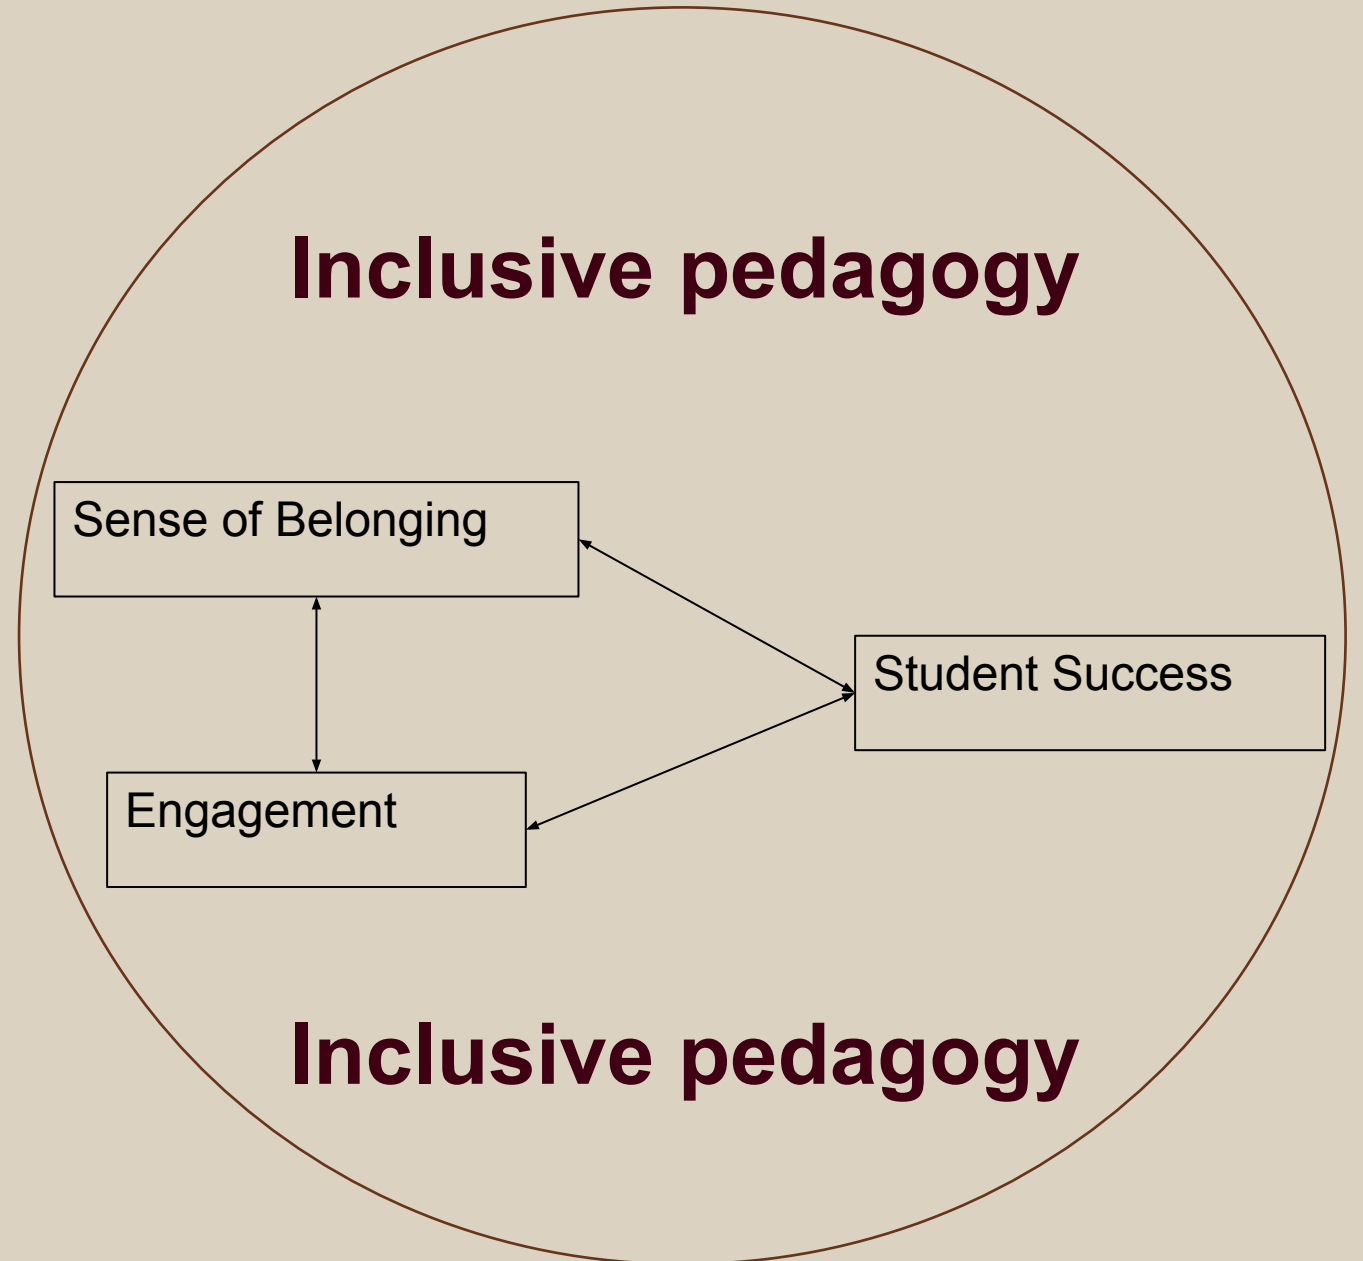 Inclusive pedagogy
Sense of Belonging
Student Success
Engagement
Inclusive pedagogy